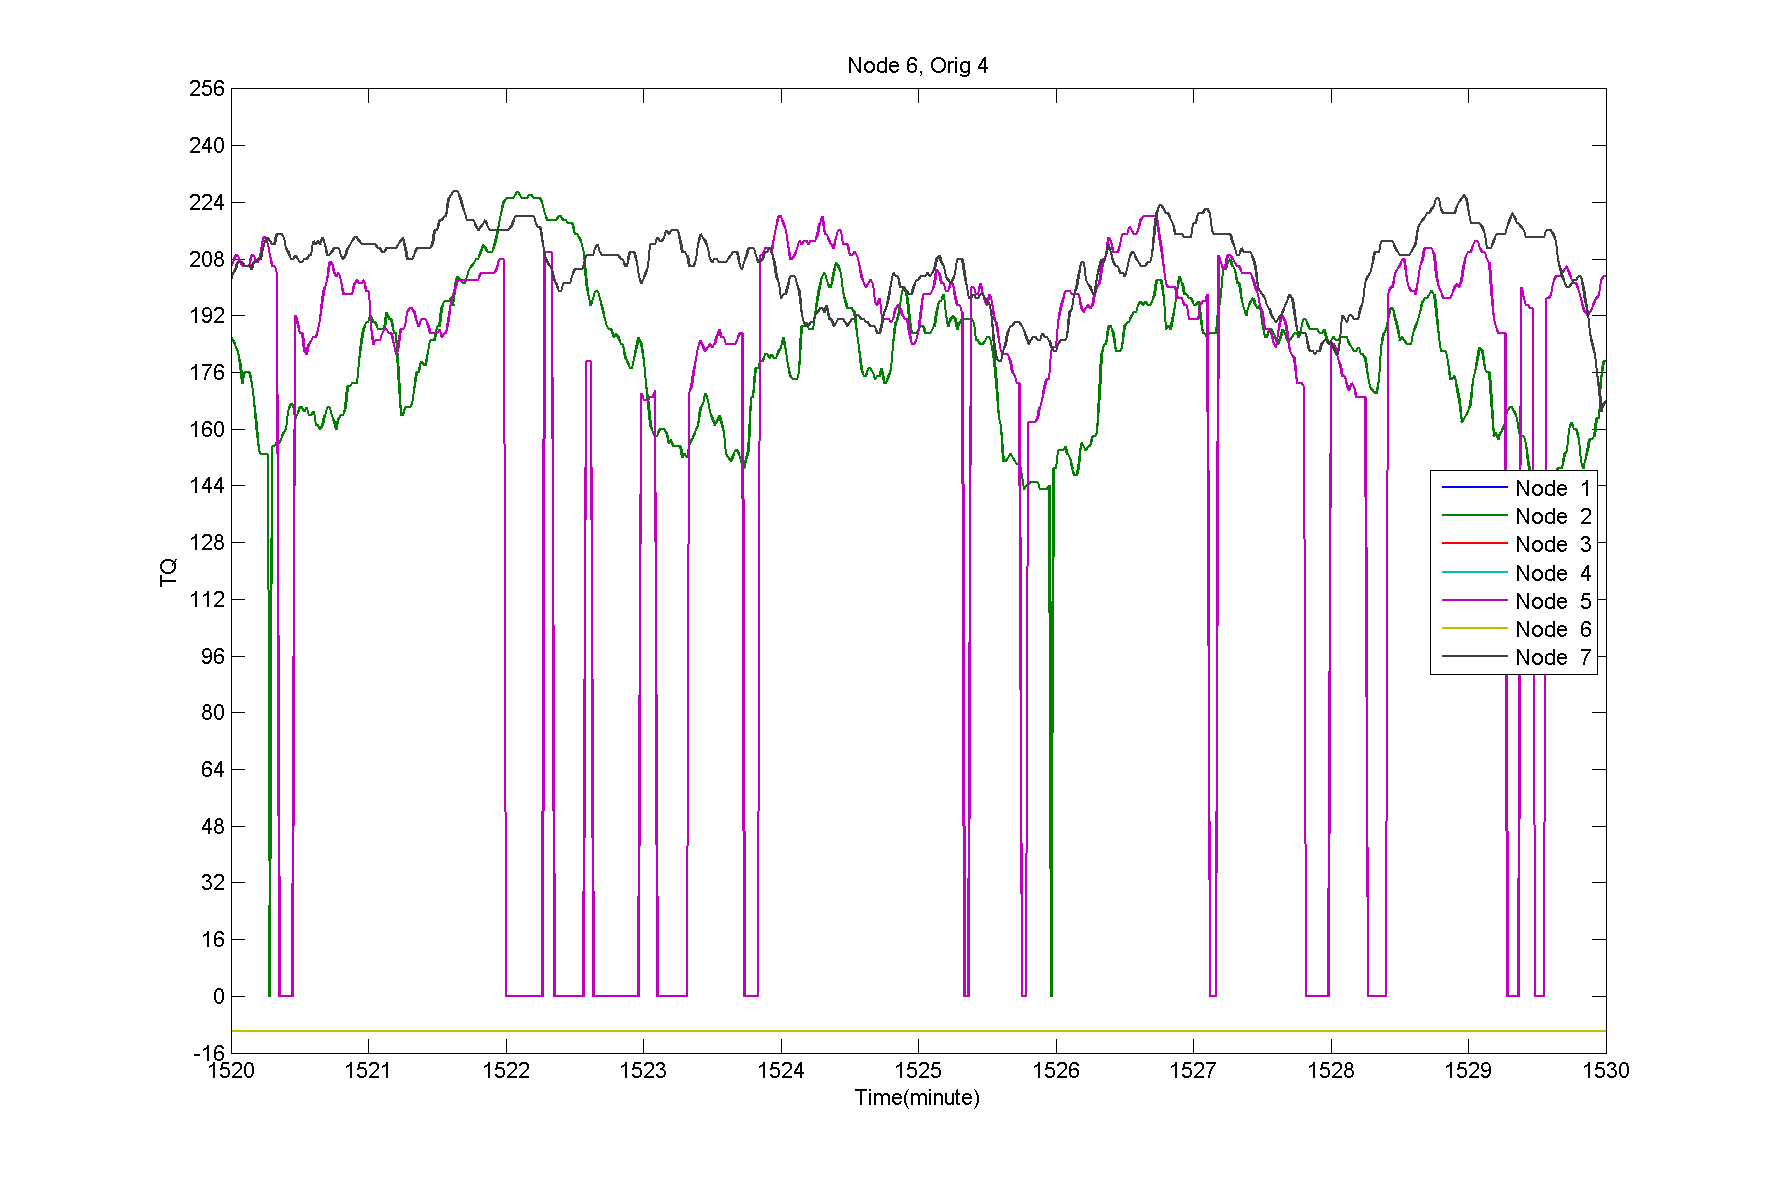 Node 6, Orig 4
256
240
224
208
192
176
160
144
128
112
96
80
64
48
32
16
0
-16
TQ
1520 1521 1522 1523 1524 1525 1526 1527 1528 1529 1530
Time(minute)
Node 1
Node 2
Node 3
Node 4
Node 5
Node 6
Node 7